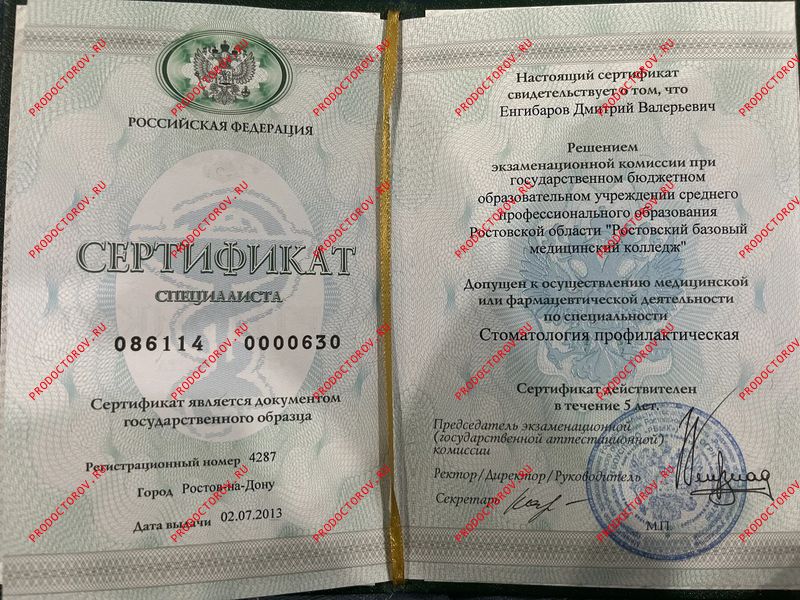 РОССИЙСКАЯ ФЕДЕРАЦИЯ
СЕРТИФИКАТ
СПЕЦИАЛИСТА
086114 0000630
Сертификат является документом
государственного образца
Регистрационный номер 4287
Город Ростов-на-Дону
Дата выдачи 02.07.2013
Настоящий сертификат
свидетельствует о том, что
Енгибаров Дмитрий Валерьевич
Решением
экзаменационной комиссии при
государственном бюджетном
образовательном учреждении среднего
профессионального образования
Ростовской области "Ростовский базовый
медицинский колледж"
Допущен к осуществлению медицинской
или фармацевтической деятельности
по специальности
Стоматология профилактическая
Сертификат действителен
в течение 5 лет.
Председатель экзаменационной
(государственной аттестационной)
комиссии
Ректор/Директор/Руководитель
Секретарь
М.П.
PRODOCTOROV.RU